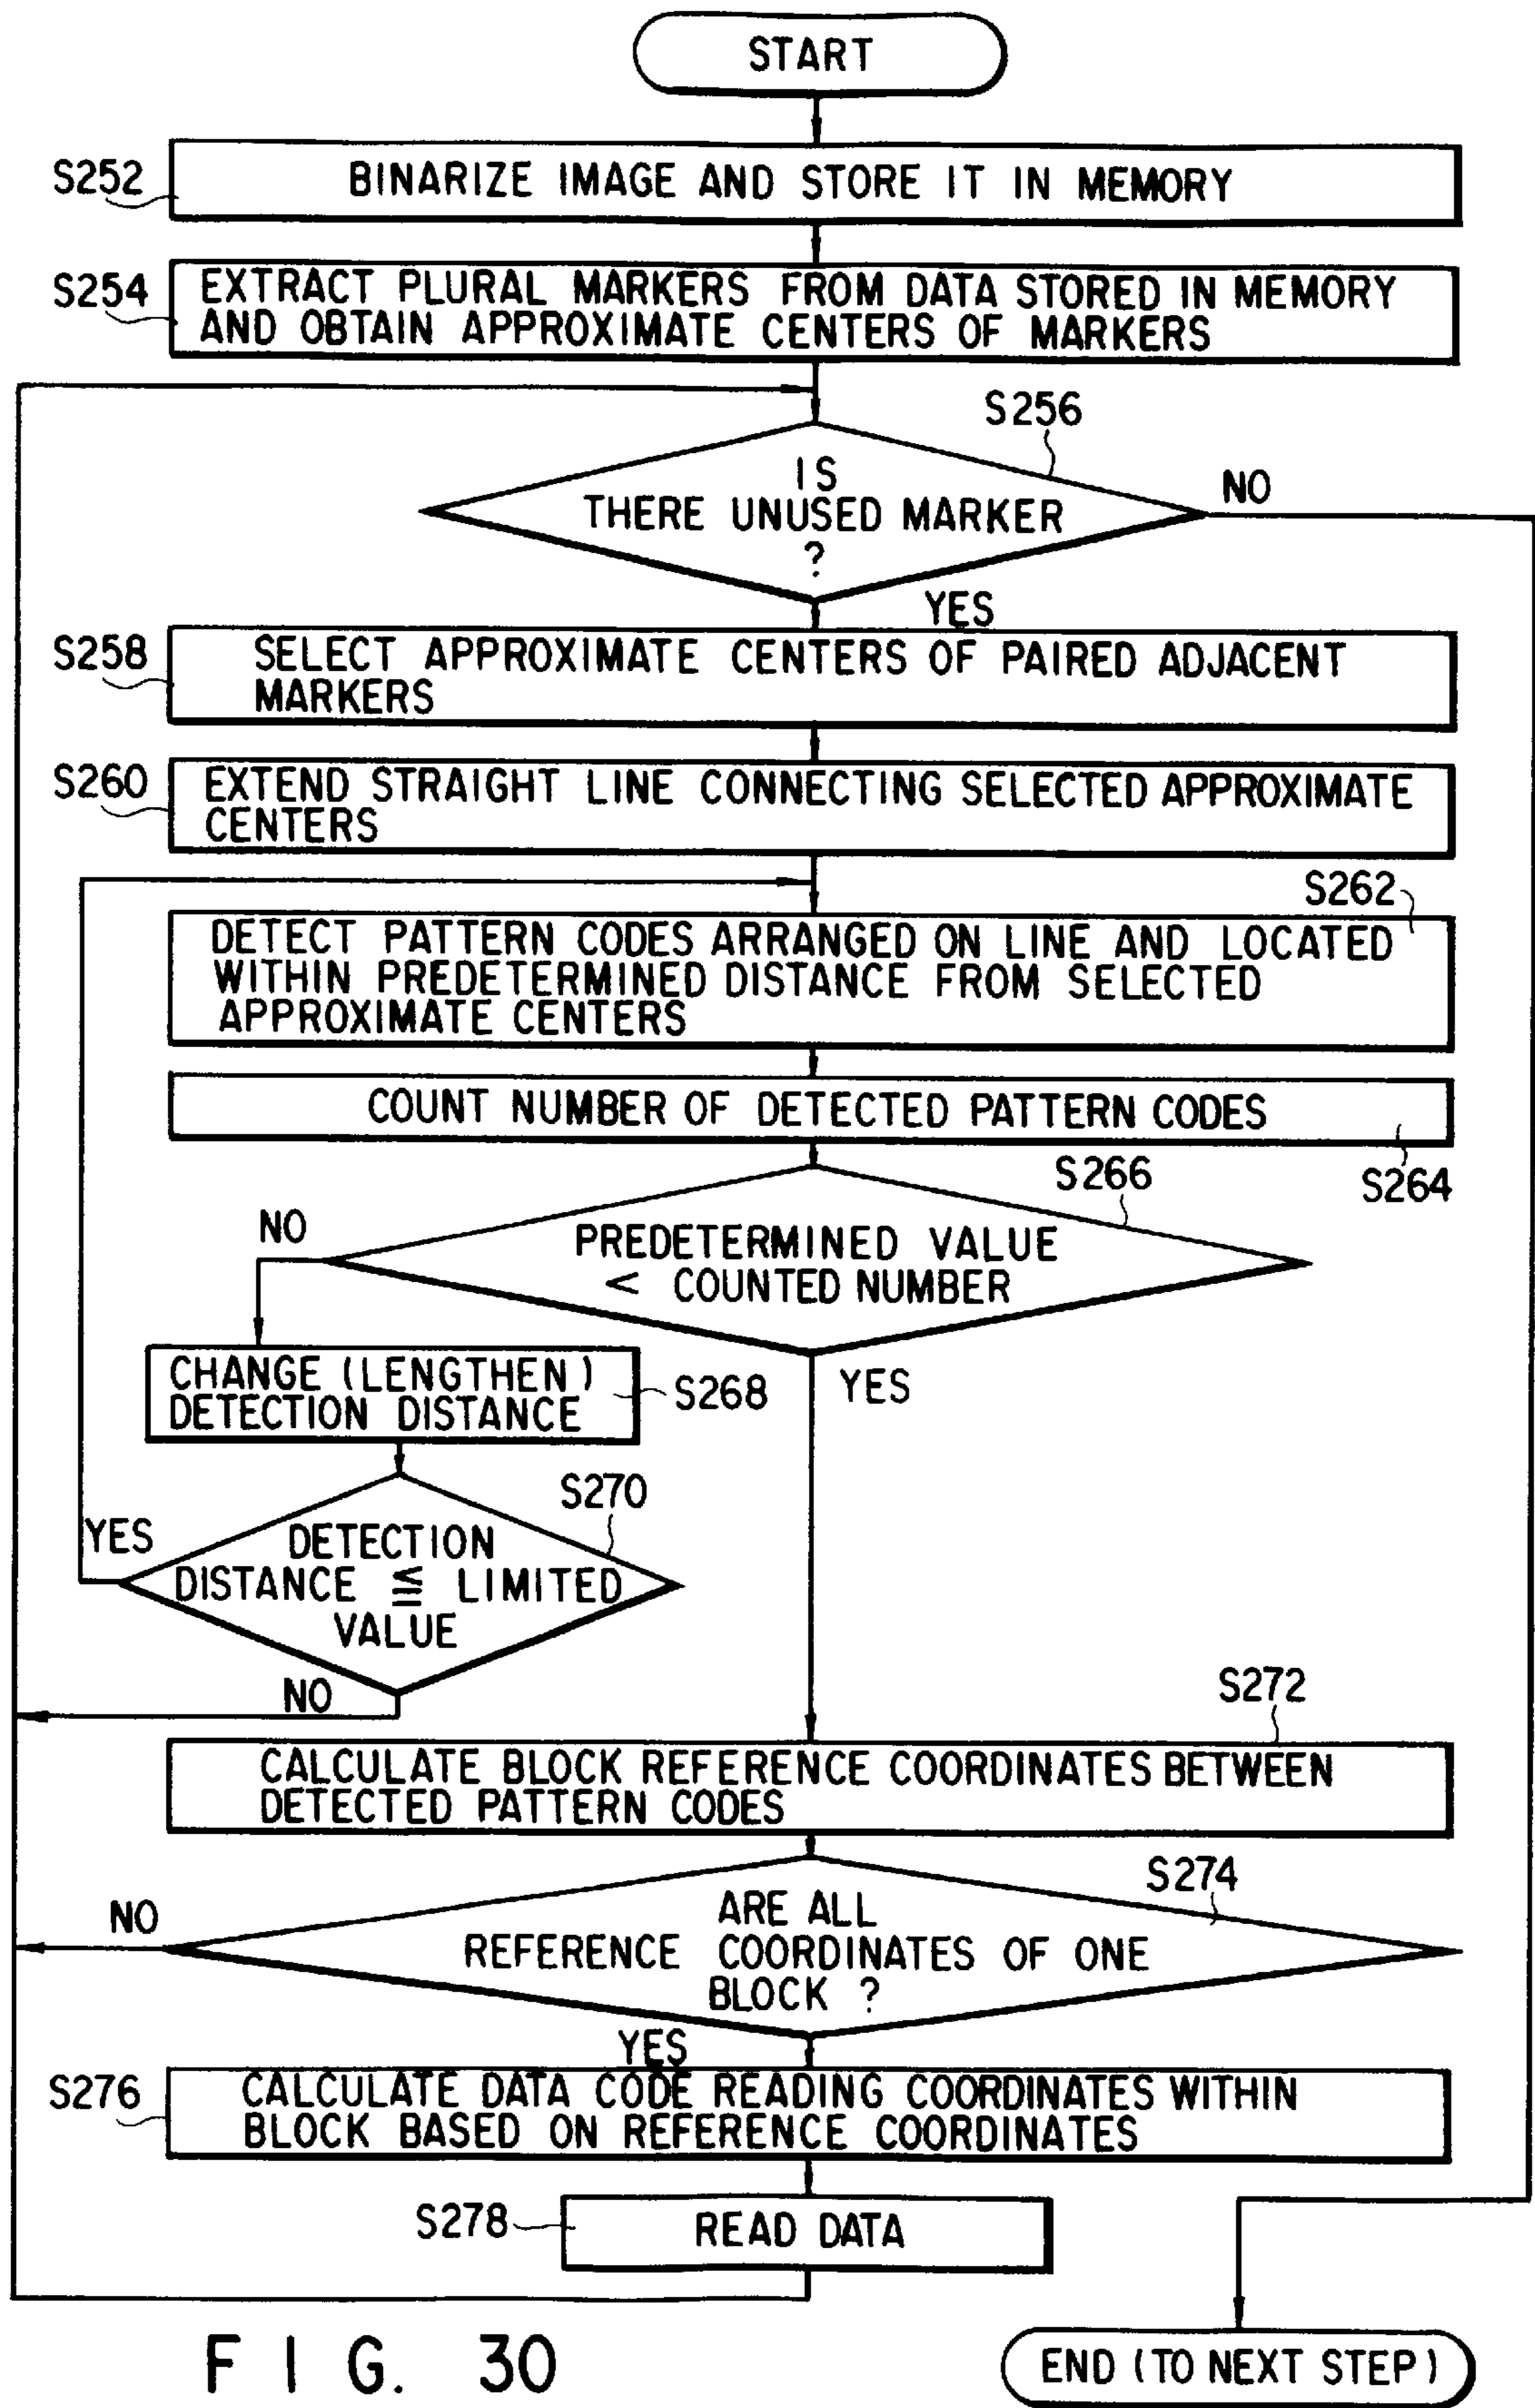 START
S252
BINARIZE IMAGE AND STORE IT IN MEMORY
S254
EXTRACT PLURAL MARKERS FROM DATA STORED IN MEMORY
AND OBTAIN APPROXIMATE CENTERS OF MARKERS
S256
IS
THERE UNUSED MARKER
?
NO
YES
S258
SELECT APPROXIMATE CENTERS OF PAIRED ADJACENT
MARKERS
S260
EXTEND STRAIGHT LINE CONNECTING SELECTED APPROXIMATE
CENTERS
S262
DETECT PATTERN CODES ARRANGED ON LINE AND LOCATED
WITHIN PREDETERMINED DISTANCE FROM SELECTED
APPROXIMATE CENTERS
COUNT NUMBER OF DETECTED PATTERN CODES
S264
S266
NO
PREDETERMINED VALUE
< COUNTED NUMBER
YES
CHANGE (LENGTHEN)
DETECTION DISTANCE
S268
S270
YES
DETECTION
DISTANCE ≦ LIMITED
VALUE
NO
S272
CALCULATE BLOCK REFERENCE COORDINATES BETWEEN
DETECTED PATTERN CODES
S274
NO
ARE ALL
REFERENCE COORDINATES OF ONE
BLOCK ?
YES
S276
CALCULATE DATA CODE READING COORDINATES WITHIN
BLOCK BASED ON REFERENCE COORDINATES
S278
READ DATA
END (TO NEXT STEP)
FIG. 30